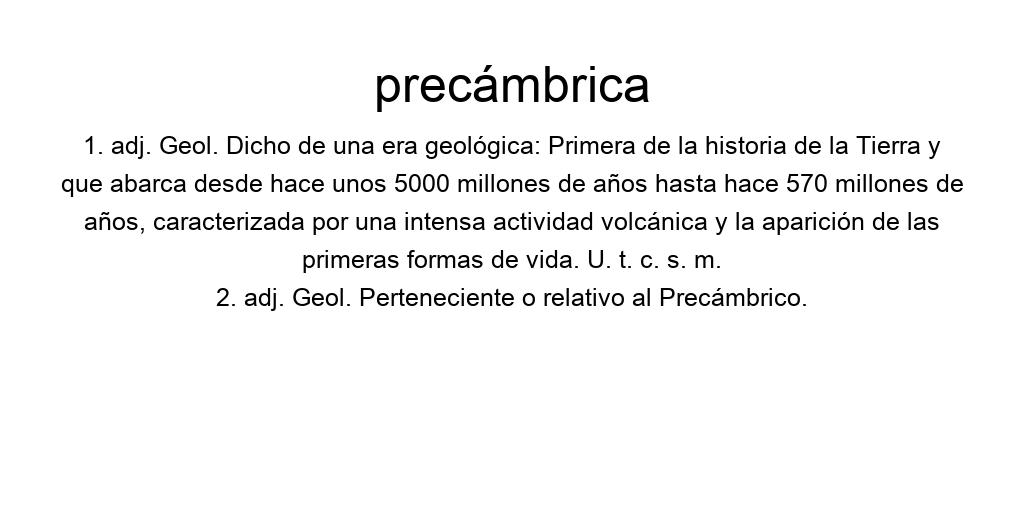 precámbrica
1. adj. Geol. Dicho de una era geológica: Primera de la historia de la Tierra y
que abarca desde hace unos 5000 millones de años hasta hace 570 millones de
años, caracterizada por una intensa actividad volcánica y la aparición de las
primeras formas de vida. U. t. c. s. m.
2. adj. Geol. Perteneciente o relativo al Precámbrico.